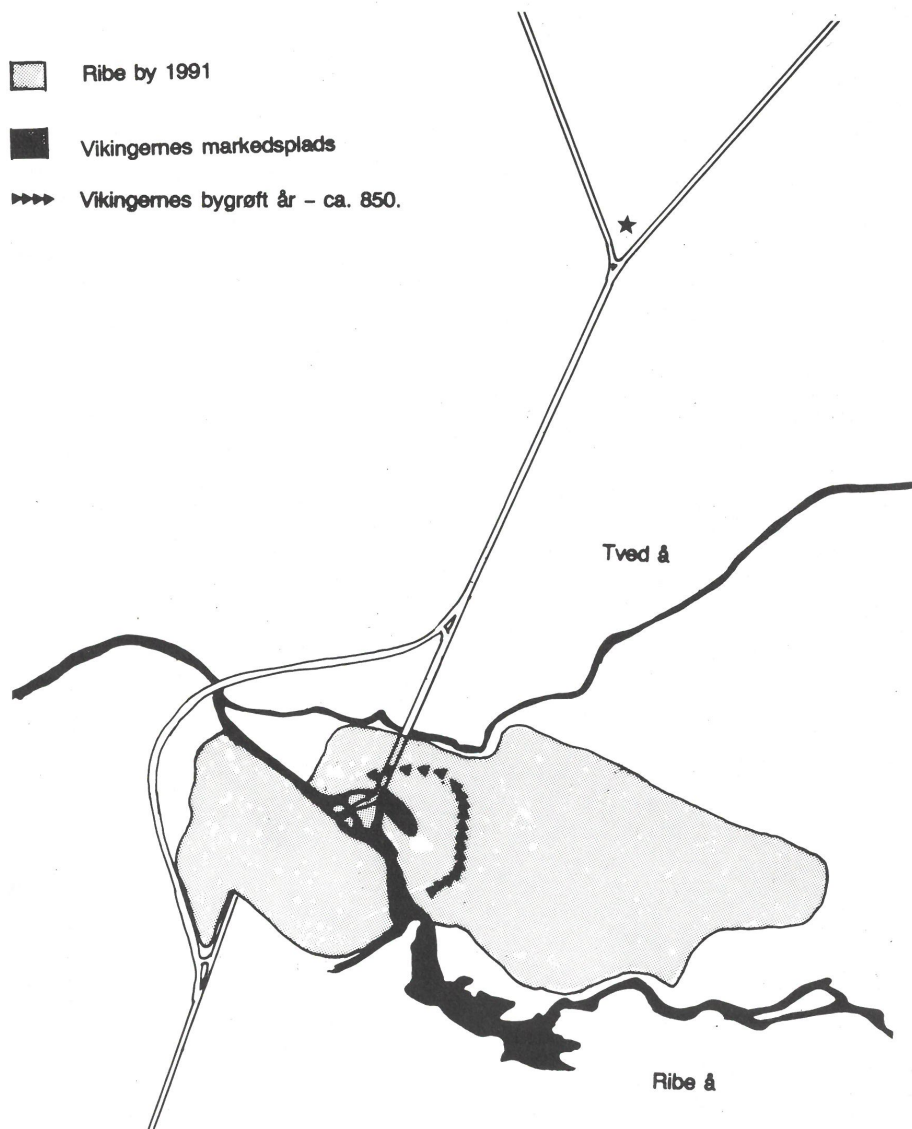 Ribe by 1991
Vikingernes markedsplads
Vikingernes bygrøft år – ca. 850.
Tved å
Ribe å